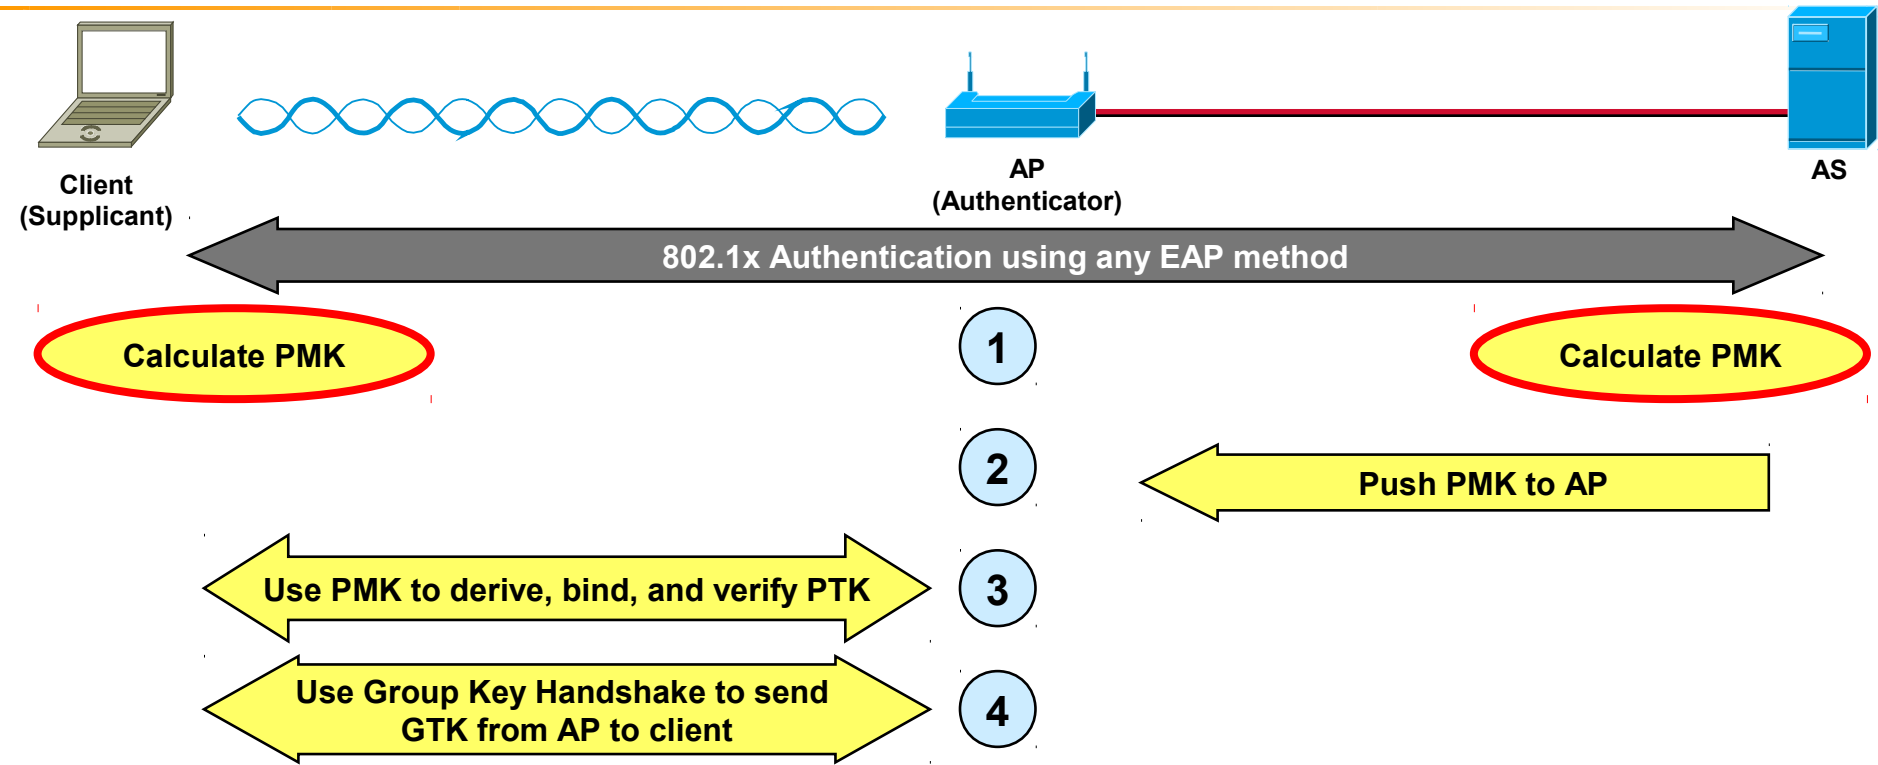 Client
(Supplicant)
AP
(Authenticator)
AS
802.1x Authentication using any EAP method
Calculate PMK
1
Calculate PMK
2
Push PMK to AP
Use PMK to derive, bind, and verify PTK
3
Use Group Key Handshake to send
GTK from AP to client
4